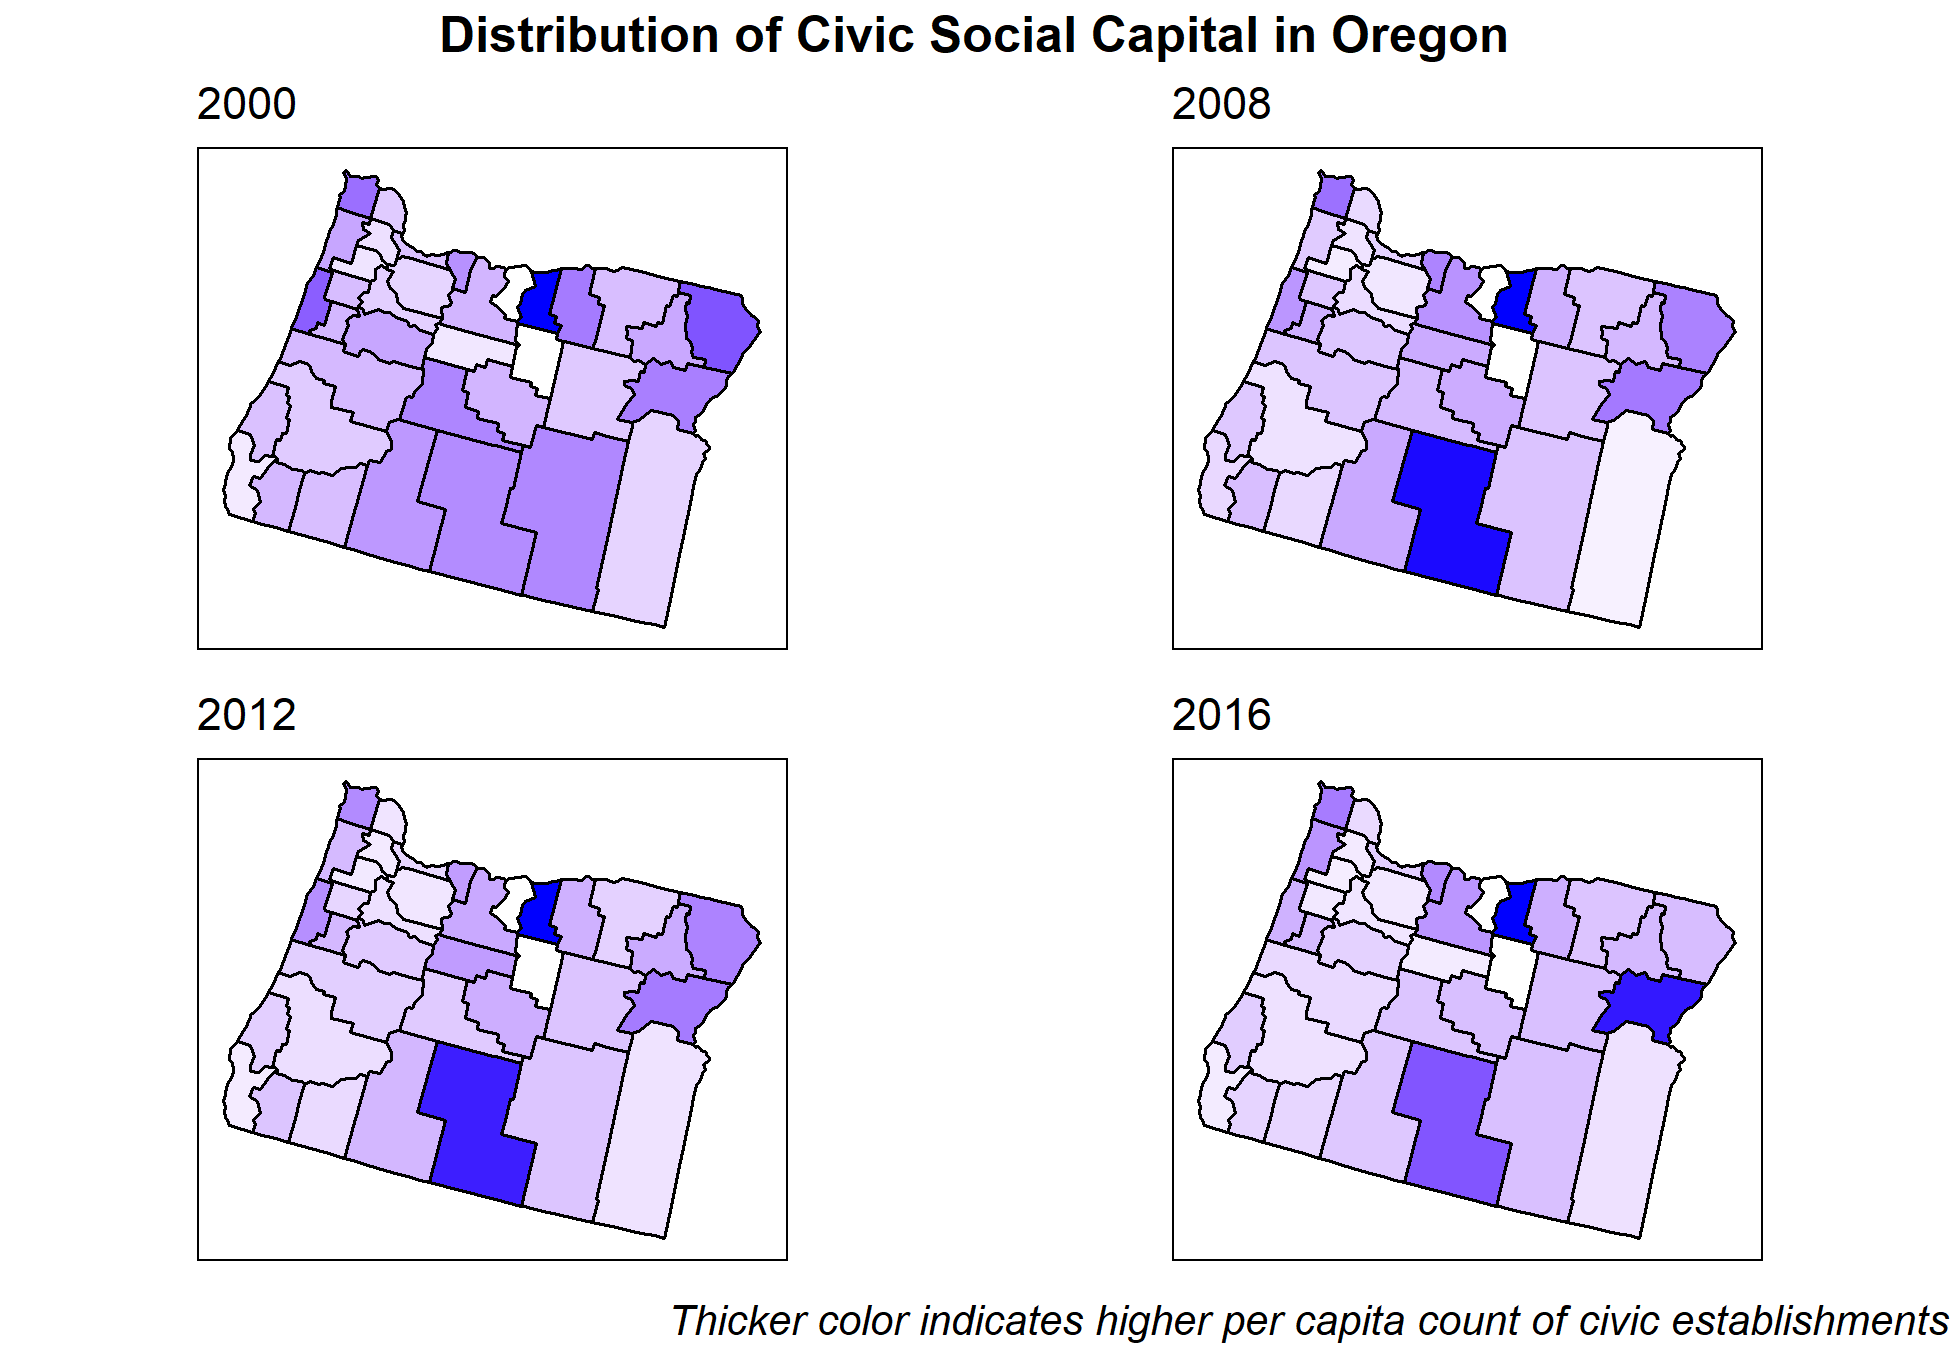 Distribution of Civic Social Capital in Oregon
2000
2008
2012
2016
Thicker color indicates higher per capita count of civic establishments